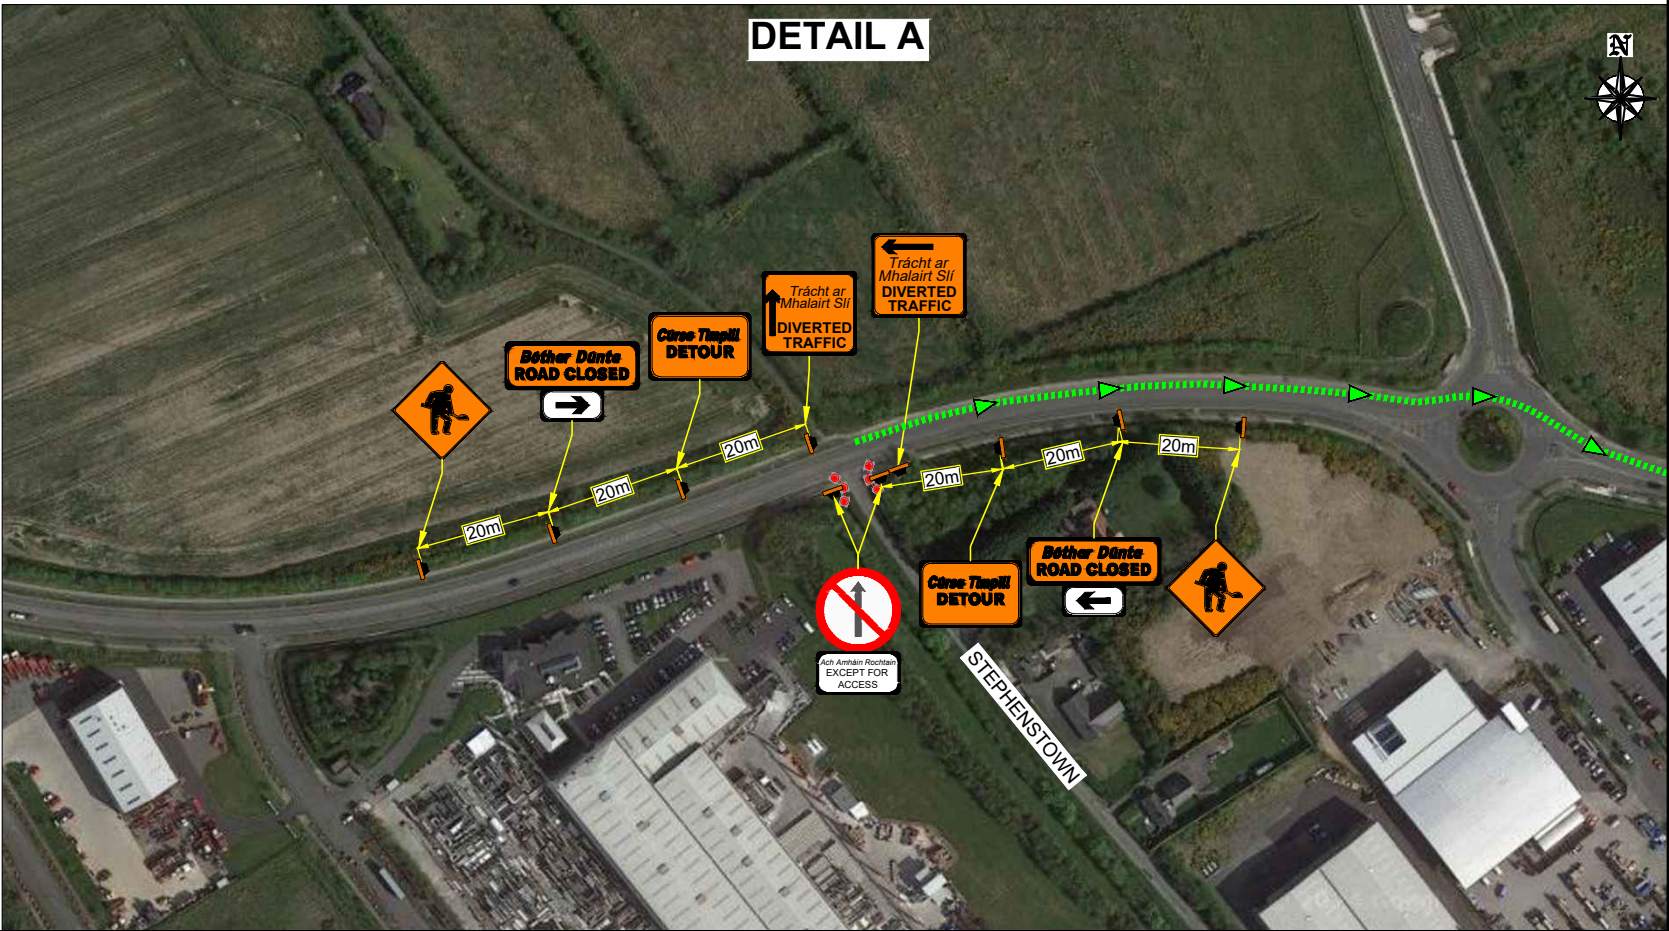 DETAIL A
N
Trácht ar
Mhalairt Slí
DIVERTED
TRAFFIC
Trácht ar
Mhalairt Slí
DIVERTED
TRAFFIC
Cúrsa Timpill
DETOUR
Bóthar Dúnta
ROAD CLOSED
20m
20m
20m
20m
20m
20m
Cúrsa Timpill
DETOUR
Bóthar Dúnta
ROAD CLOSED
Ach Amháin Rochtain
EXCEPT FOR
ACCESS
STEPHENSTOWN